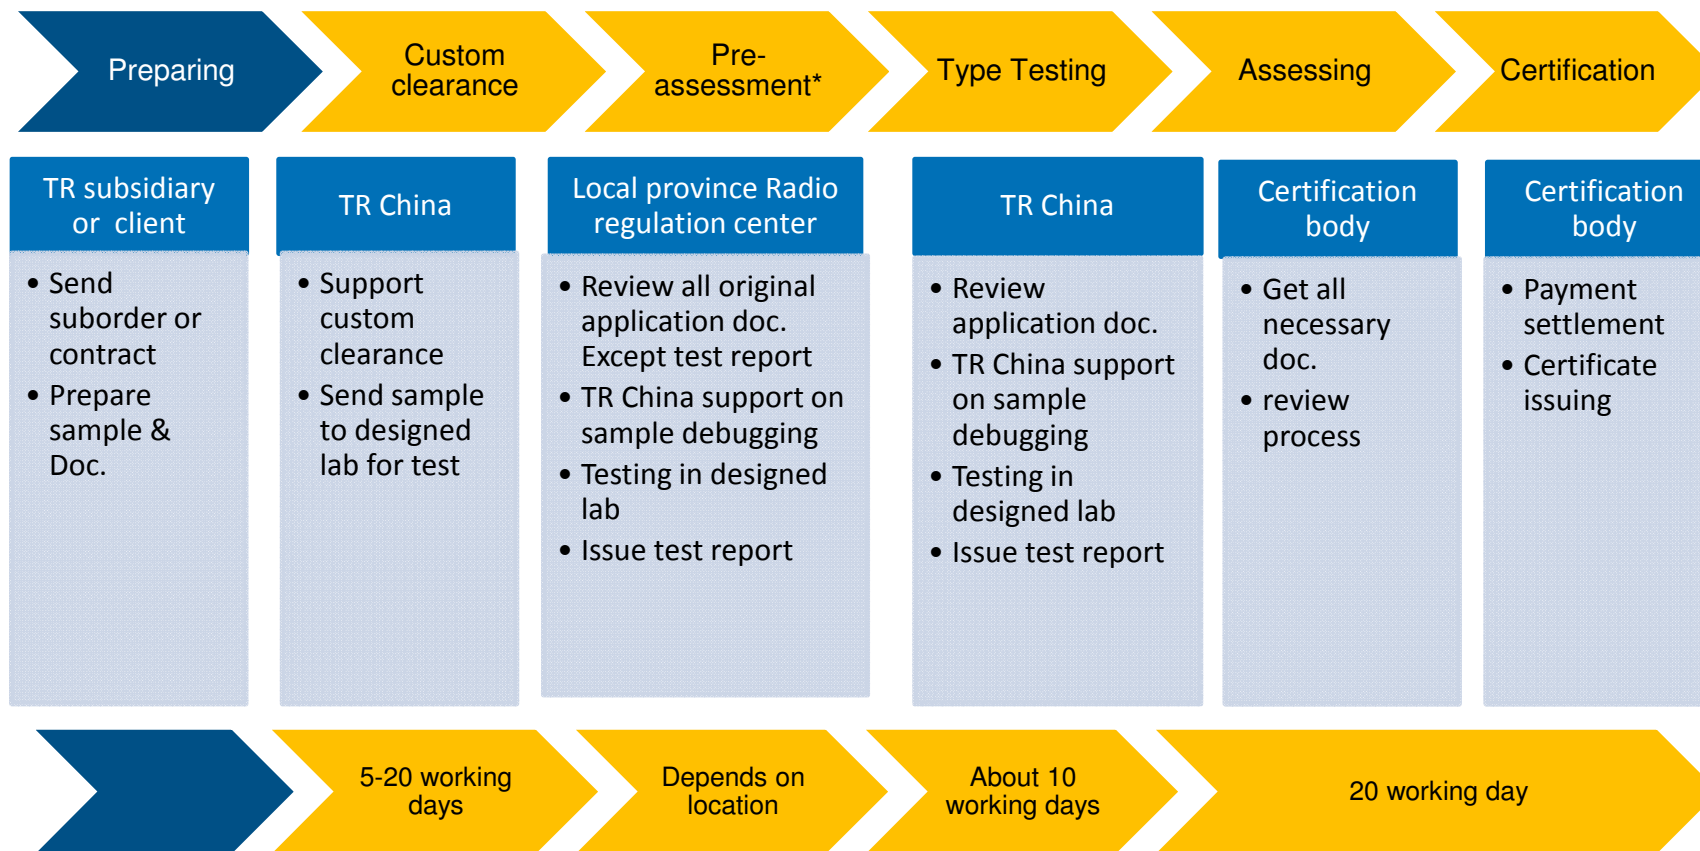 Preparing
Custom
clearance
Pre-
assessment*
Type Testing
Assessing
Certification
TR subsidiary
or client
• Send
suborder or
contract
• Prepare
sample &
Doc.
TR China
• Support
custom
clearance
• Send sample
to designed
lab for test
Local province Radio
regulation center
• Review all original
application doc.
Except test report
• TR China support on
sample debugging
• Testing in designed
lab
• Issue test report
TR China
• Review
application doc.
• TR China support
on sample
debugging
• Testing in
designed lab
• Issue test report
Certification
body
• Get all
necessary
doc.
• review
process
Certification
body
• Payment
settlement
• Certificate
issuing
5-20 working
days
Depends on
location
About 10
working days
20 working day